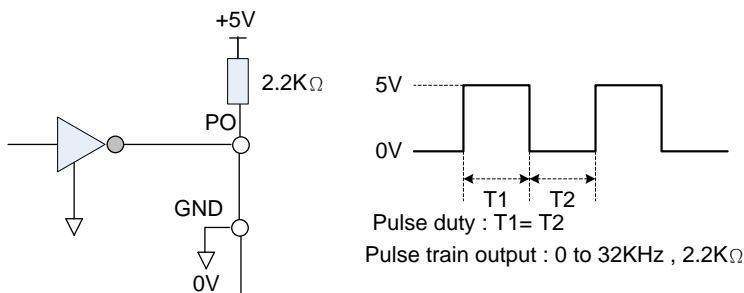 +5V
2.2KΩ
PO
GND
0V
5V
0V
T1 T2
Pulse duty : T1= T2
Pulse train output : 0 to 32KHz , 2.2KΩ